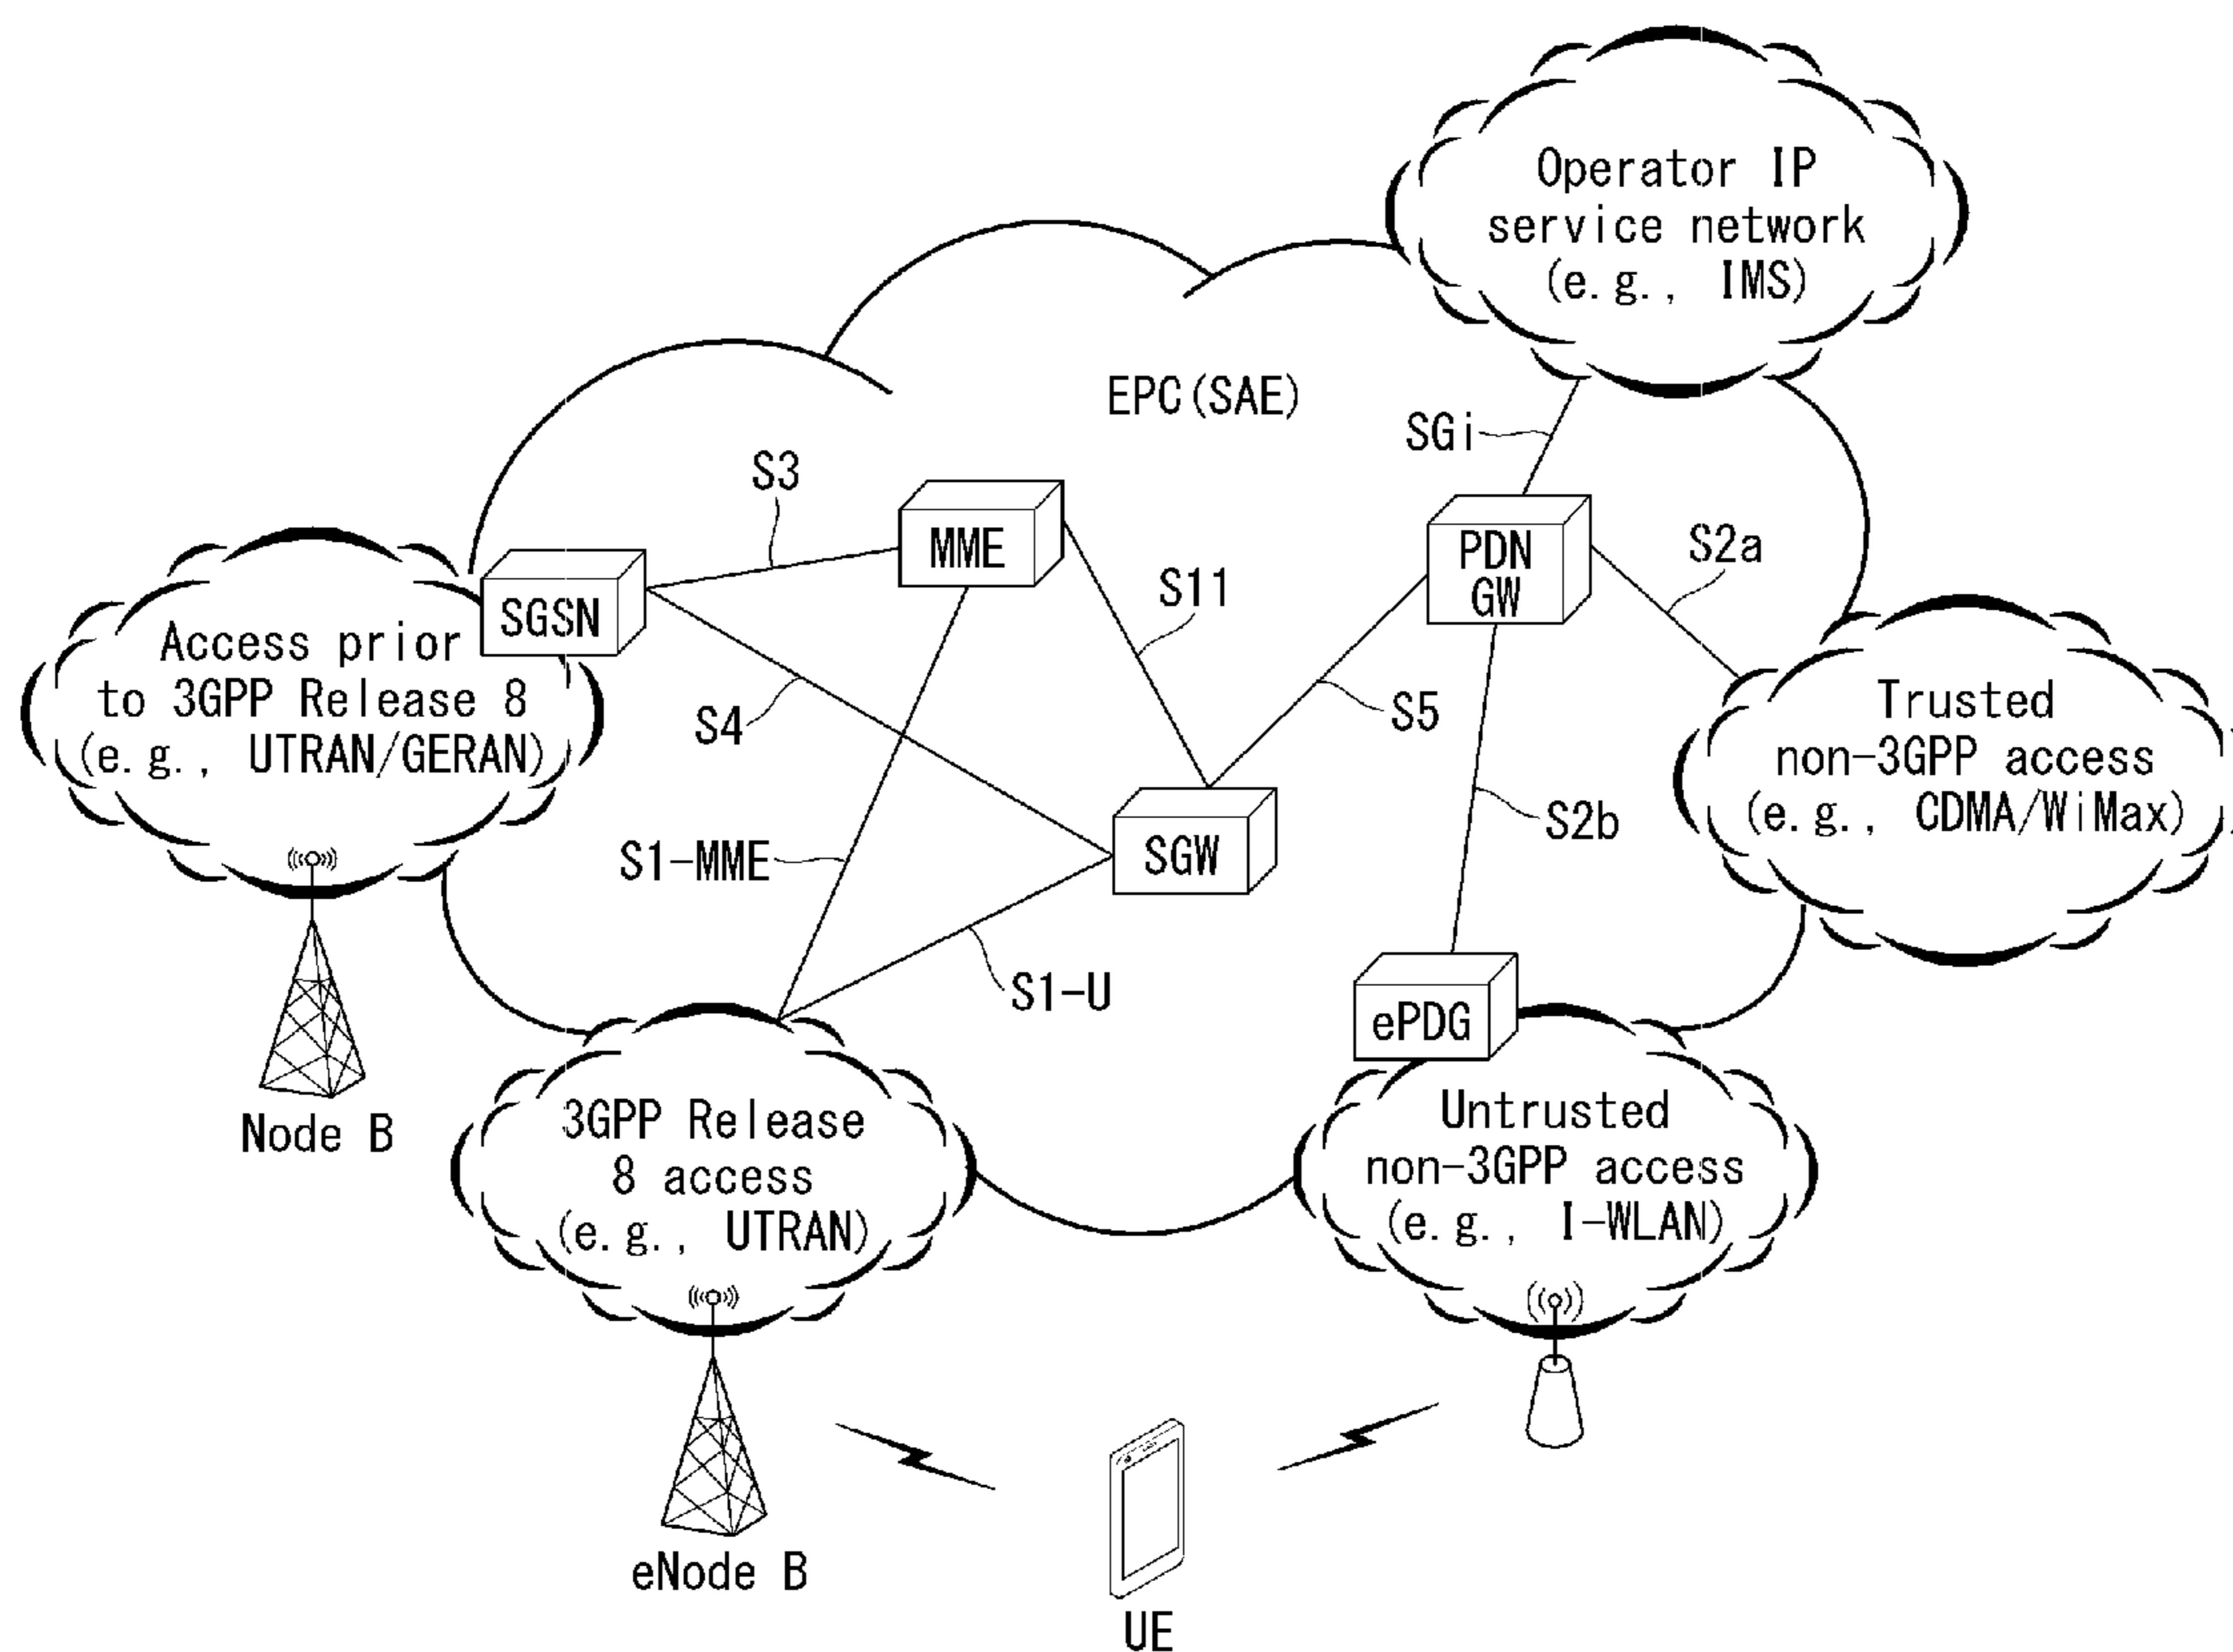 Operator IP
service network
(e.g., IMS)
EPC(SAE)
SGi
S3
MME
PDN
GW
S2a
SGSN
S11
Access prior
to 3GPP Release 8
(e.g., UTRAN/GERAN)
S4
S5
Trusted
non-3GPP access
(e.g., CDMA/WiMax)
S2b
S1-MME
SGW
S1-U
ePDG
Node B
3GPP Release
8 access
(e.g., UTRAN)
Untrusted
non-3GPP access
(e.g., I-WLAN)
eNode B
UE